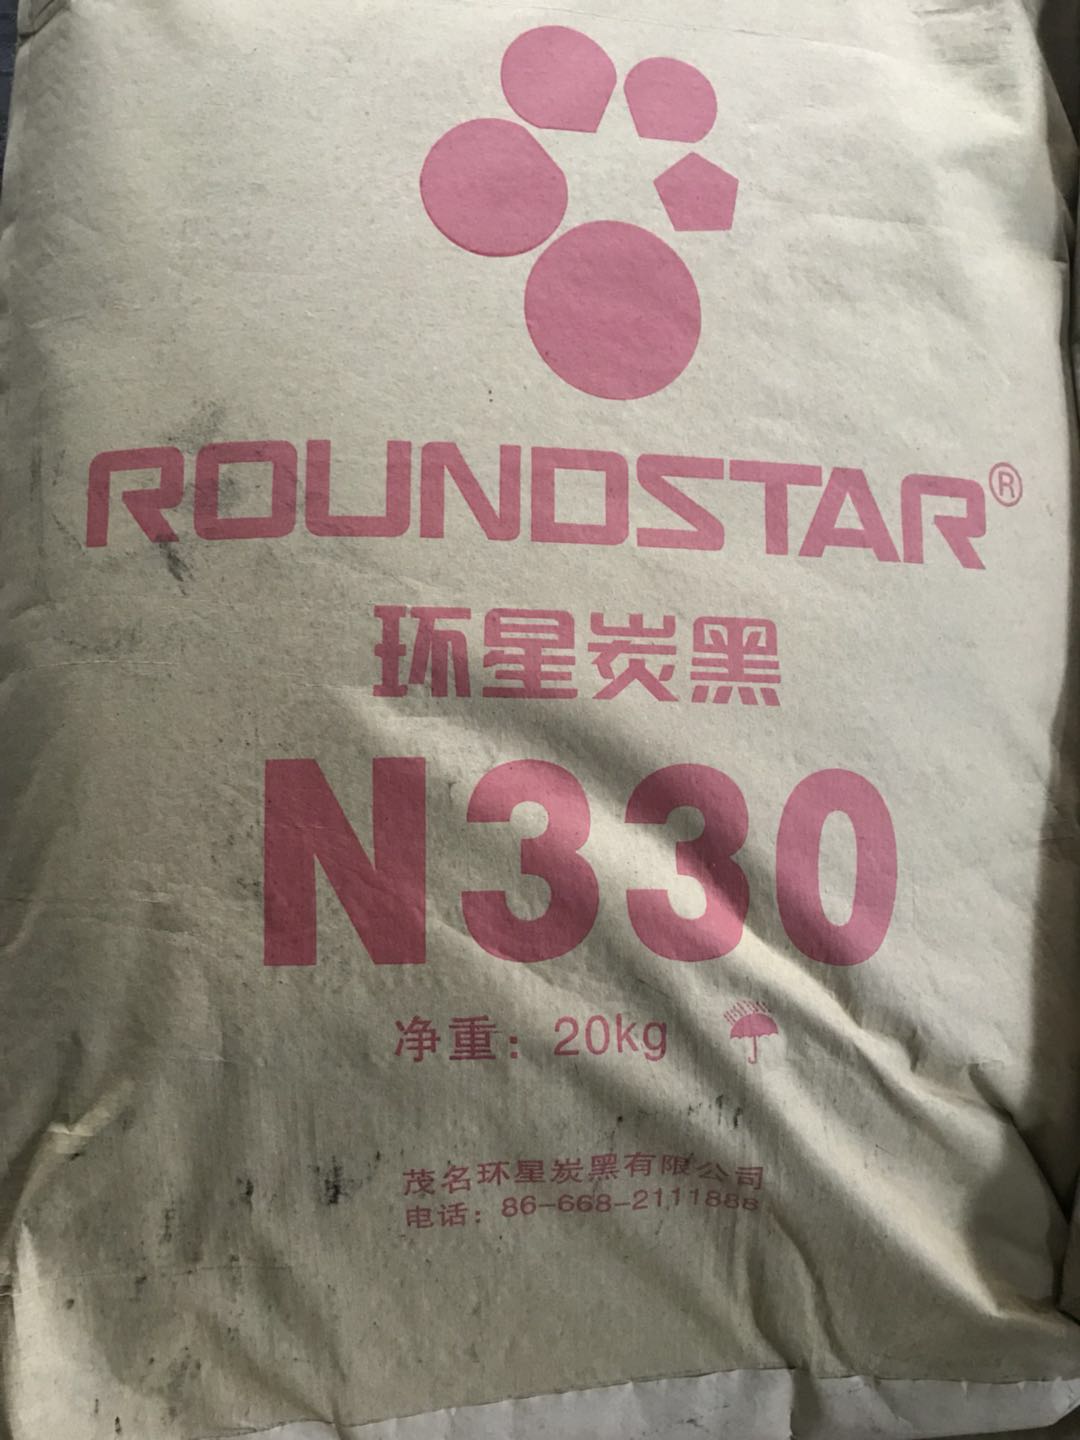 ROUNDSTAR®
环星炭黑
N330
净重：20kg
茂名环星炭黑有限公司
电话：86-668-2111888